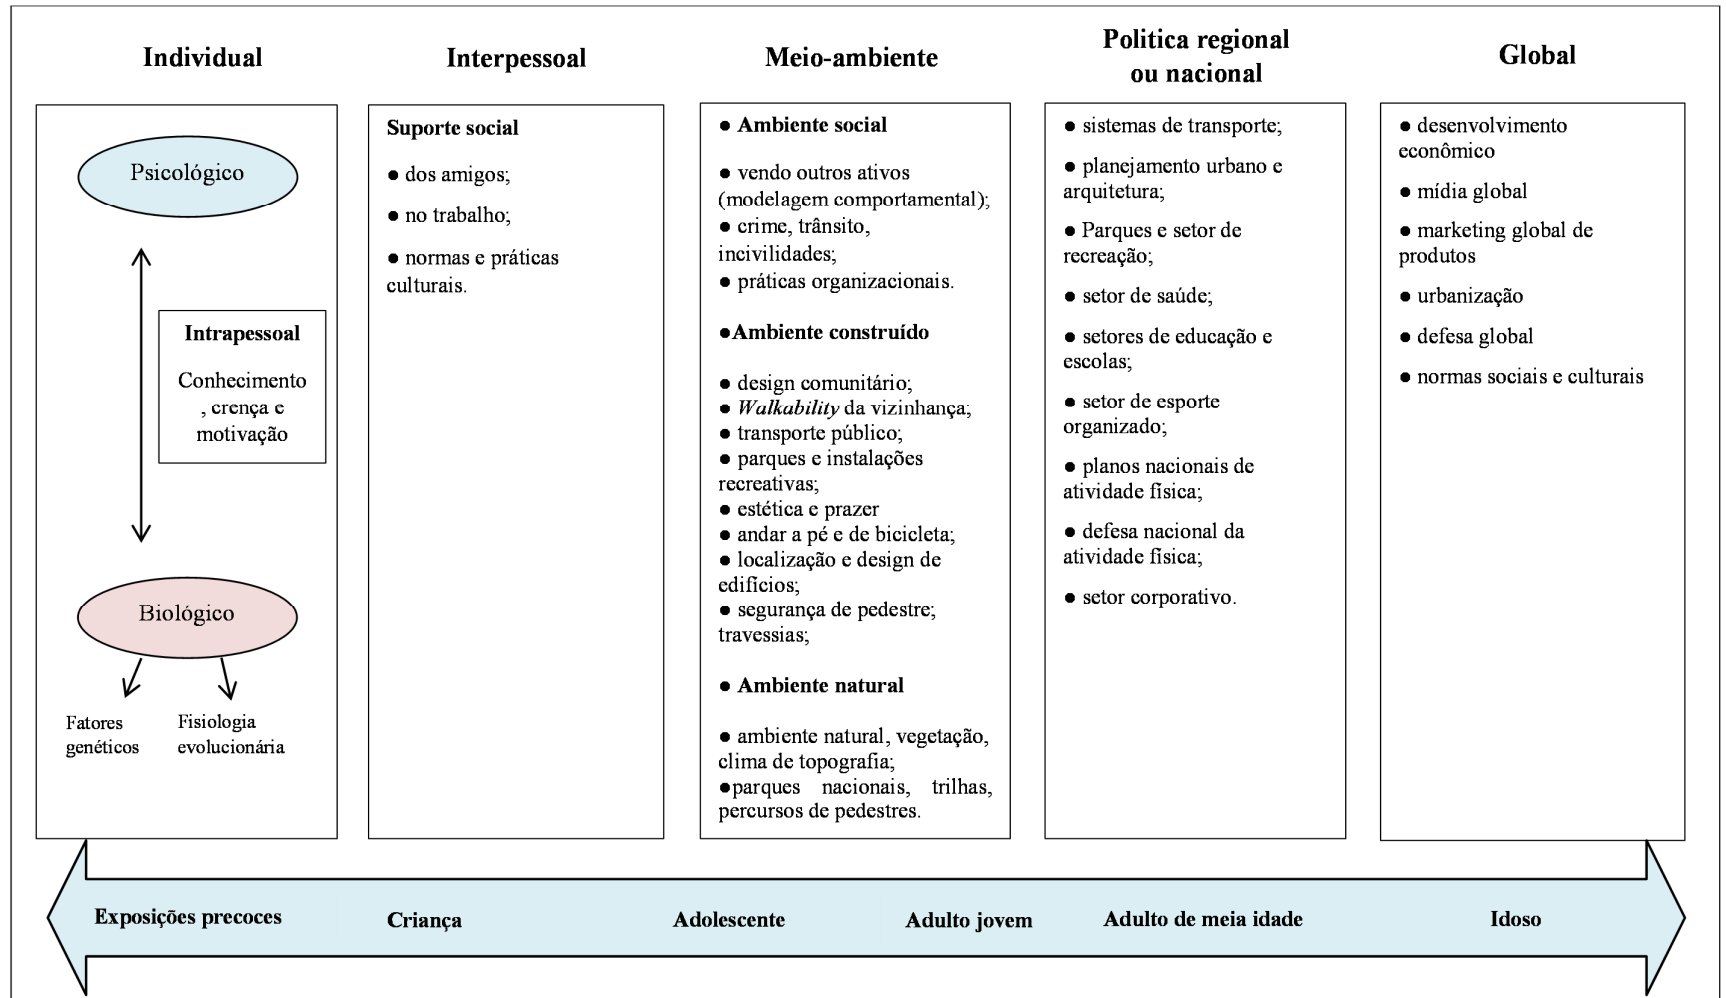 Individual
Interpessoal
Meio-ambiente
Politica regional
ou nacional
Global
Psicológico
Intrapessoal
Conhecimento
, crença e
motivação
Biológico
Fatores
genéticos
Fisiologia
evolucionária
Suporte social
● dos amigos;
● no trabalho;
● normas e práticas
culturais.
● Ambiente social
● vendo outros ativos
(modelagem comportamental);
● crime, trânsito,
incivilidades;
● práticas organizacionais.
●Ambiente construído
● design comunitário;
● Walkability da vizinhança;
● transporte público;
● parques e instalações
recreativas;
● estética e prazer
● andar a pé e de bicicleta;
● localização e design de
edifícios;
● segurança de pedestre;
travessias;
● Ambiente natural
● ambiente natural, vegetação,
clima de topografia;
●parques nacionais, trilhas,
percursos de pedestres.
● sistemas de transporte;
● planejamento urbano e
arquitetura;
● Parques e setor de
recreação;
● setor de saúde;
● setores de educação e
escolas;
● setor de esporte
organizado;
● planos nacionais de
atividade física;
● defesa nacional da
atividade física;
● setor corporativo.
● desenvolvimento
econômico
● mídia global
● marketing global de
produtos
● urbanização
● defesa global
● normas sociais e culturais
Exposições precoces
Criança
Adolescente
Adulto jovem
Adulto de meia idade
Idoso